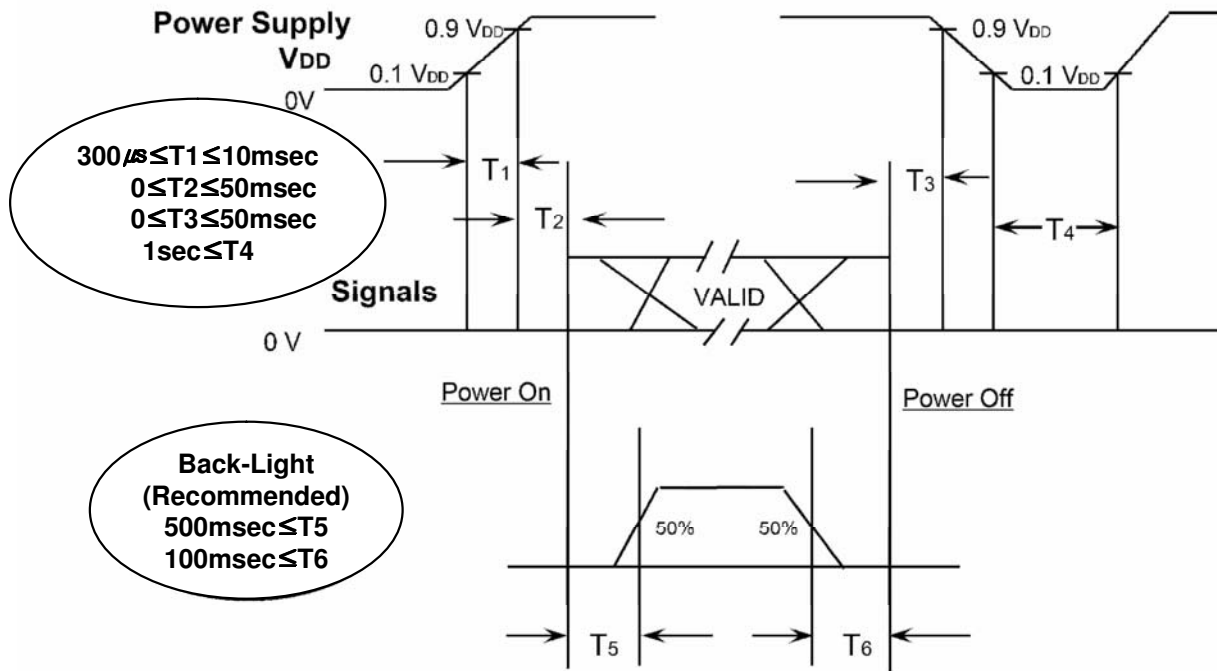 Power Supply
VDD
0.9 VDD
0.1 VDD
0V
0.9 VDD
0.1 VDD
300㎲≤T1≤10msec
0≤T2≤50msec
0≤T3≤50msec
1sec≤T4
T1
T2
T3
T4
Signals
VALID
0 V
Power On
Power Off
Back-Light
(Recommended)
500msec≤T5
100msec≤T6
50%
50%
T5
T6